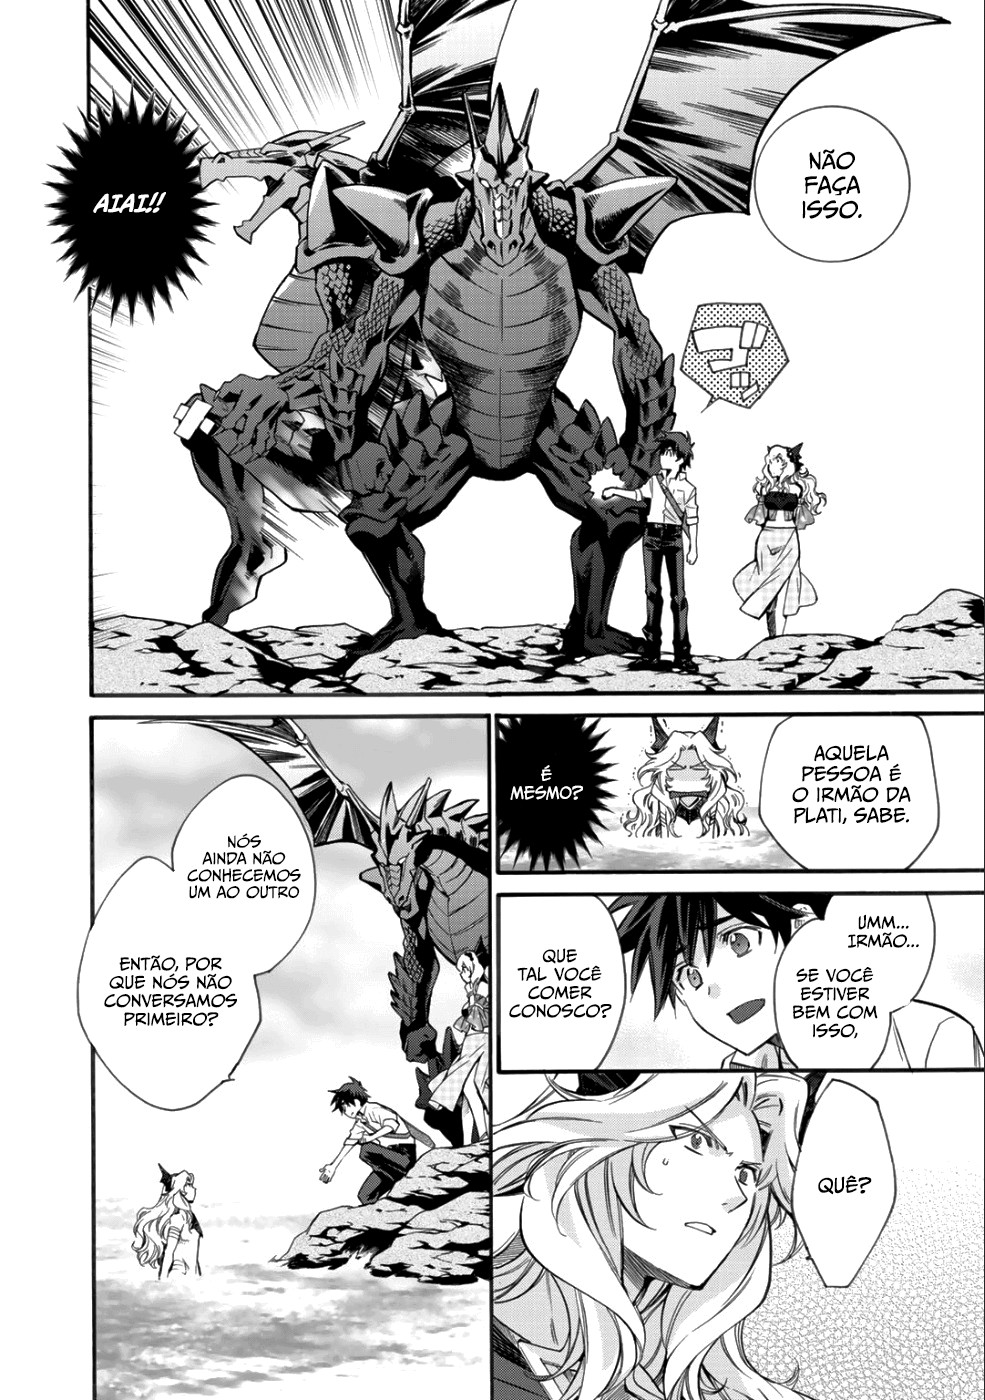 NÃO
FAÇA
ISSO.
ゴッ
AIAI!!
AQUELA
PESSOA É
O IRMÃO DA
PLATI, SABE.
É
MESMO?
UMM...
IRMÃO...
SE VOCÊ
ESTIVER
BEM COM
ISSO,
QUE
TAL VOCÊ
COMER
CONOSCO?
QUÊ?
NÓS
AINDA NÃO
CONHECEMOS
UM AO OUTRO
ENTÃO, POR
QUE NÓS NÃO
CONVERSAMOS
PRIMEIRO?